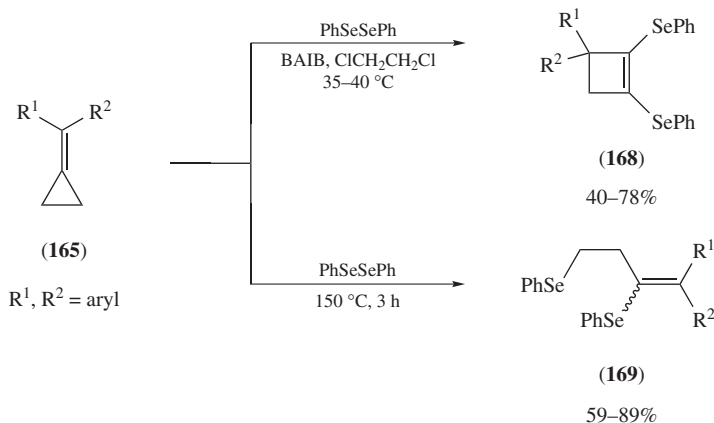 R¹ R²
(165)
R¹, R² = aryl
PhSeSePh
BAIB, ClCH₂CH₂Cl
35–40 °C
R¹
R²
SePh
SePh
(168)
40–78%
PhSeSePh
150 °C, 3 h
PhSe
PhSe
R¹
R²
(169)
59–89%